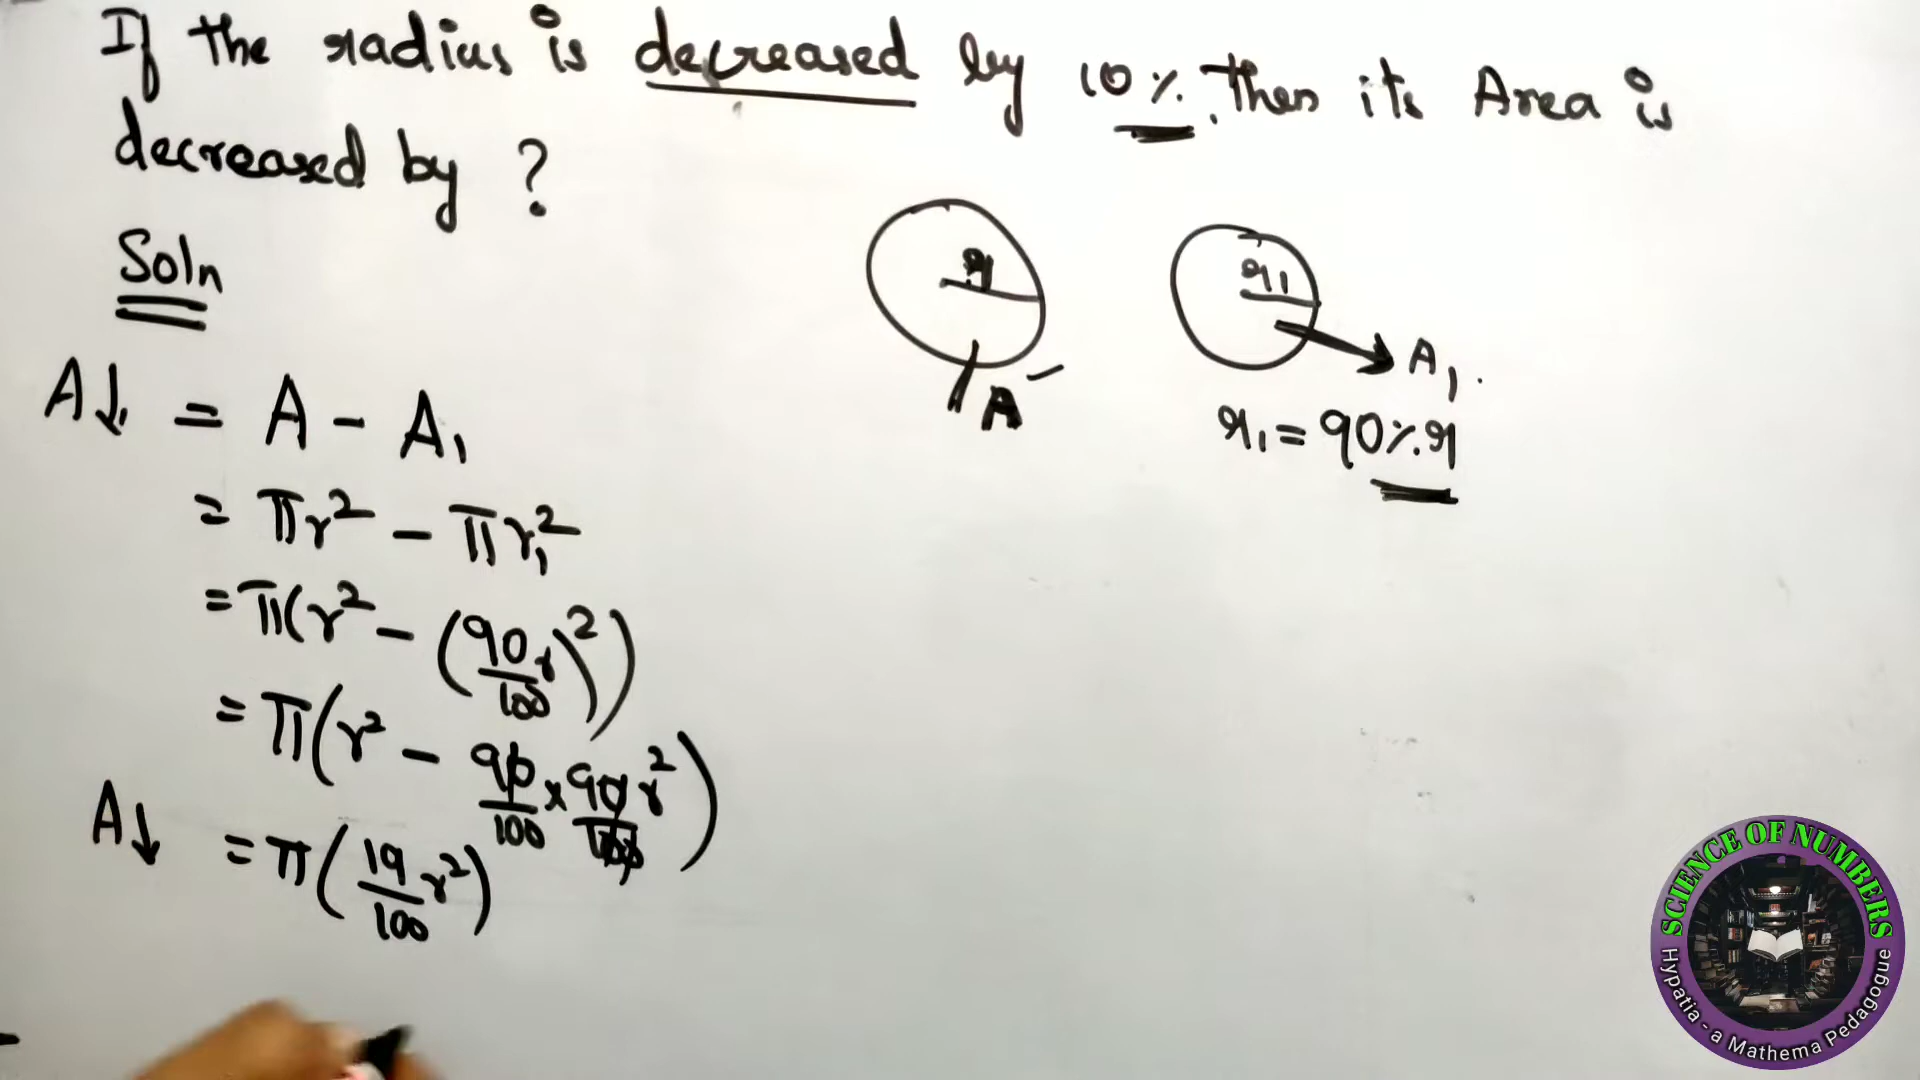 If the radius is decreased by 10%. then its Area is
decreased by ?
Soln
r
r₁
A
A₁.
r₁ = 90% r
A↓ = A - A₁
= πr² - πr₁²
= π(r² - (90/100 r)²)
= π(r² - 90/100 × 90/100 r²)
A↓ = π(19/100 r²)
SCIENCE OF NUMBERS
Hypatia - a Mathema Pedagogue